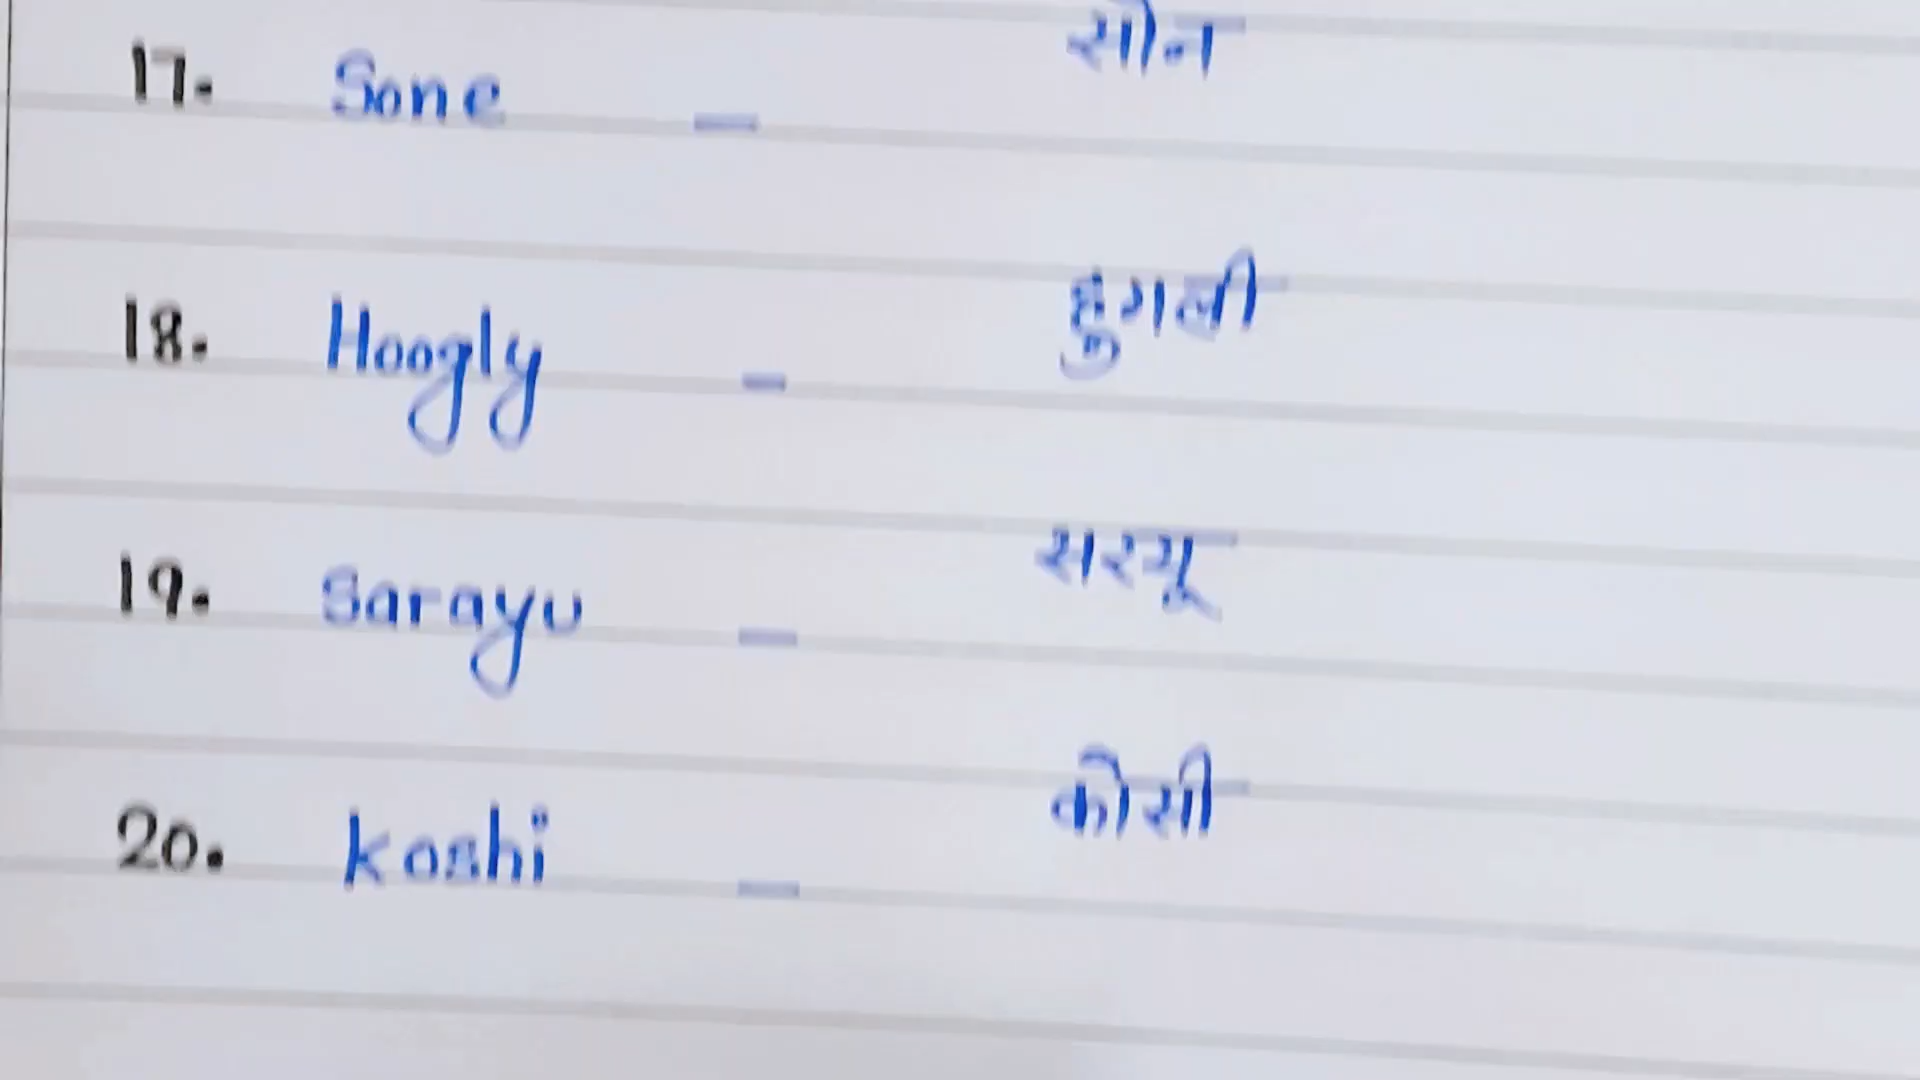 17. Sone - सोन
18. Hoogly - हुगली
19. Sarayu - सरयू
20. Koshi - कोसी